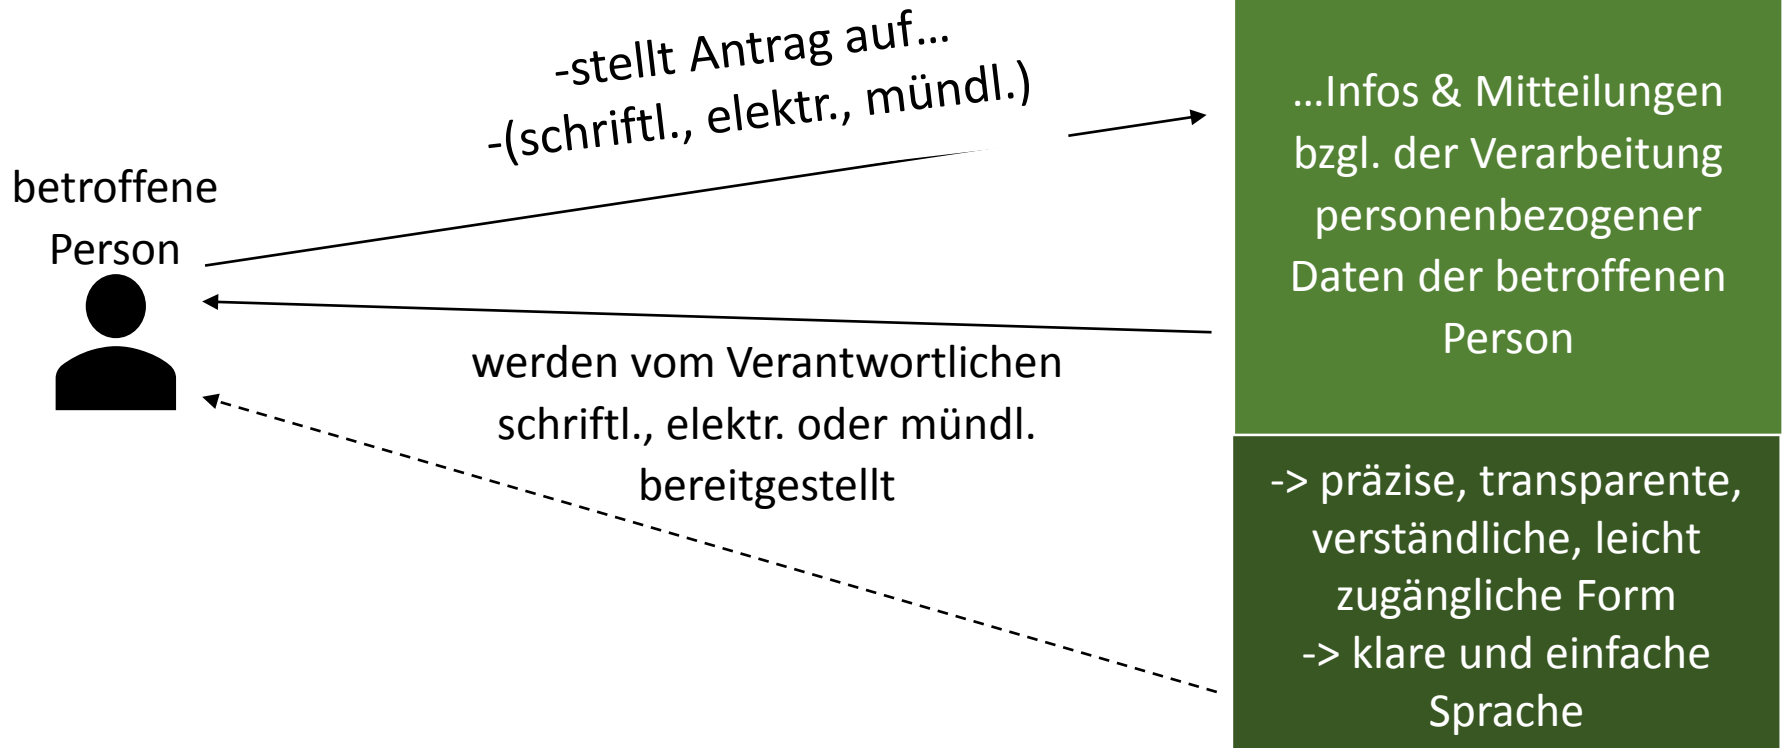 -stellt Antrag auf…
-(schriftl., elektr., mündl.)
betroffene
Person
werden vom Verantwortlichen
schriftl., elektr. oder mündl.
bereitgestellt
…Infos & Mitteilungen
bzgl. der Verarbeitung
personenbezogener
Daten der betroffenen
Person
-> präzise, transparente,
verständliche, leicht
zugängliche Form
-> klare und einfache
Sprache